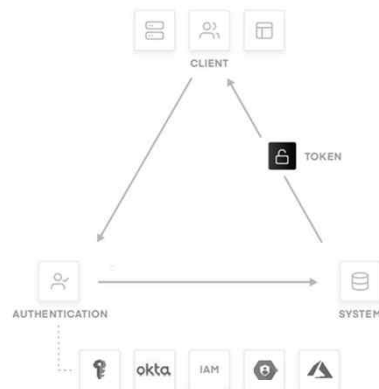 CLIENT
TOKEN
AUTHENTICATION
SYSTEM
okta
IAM